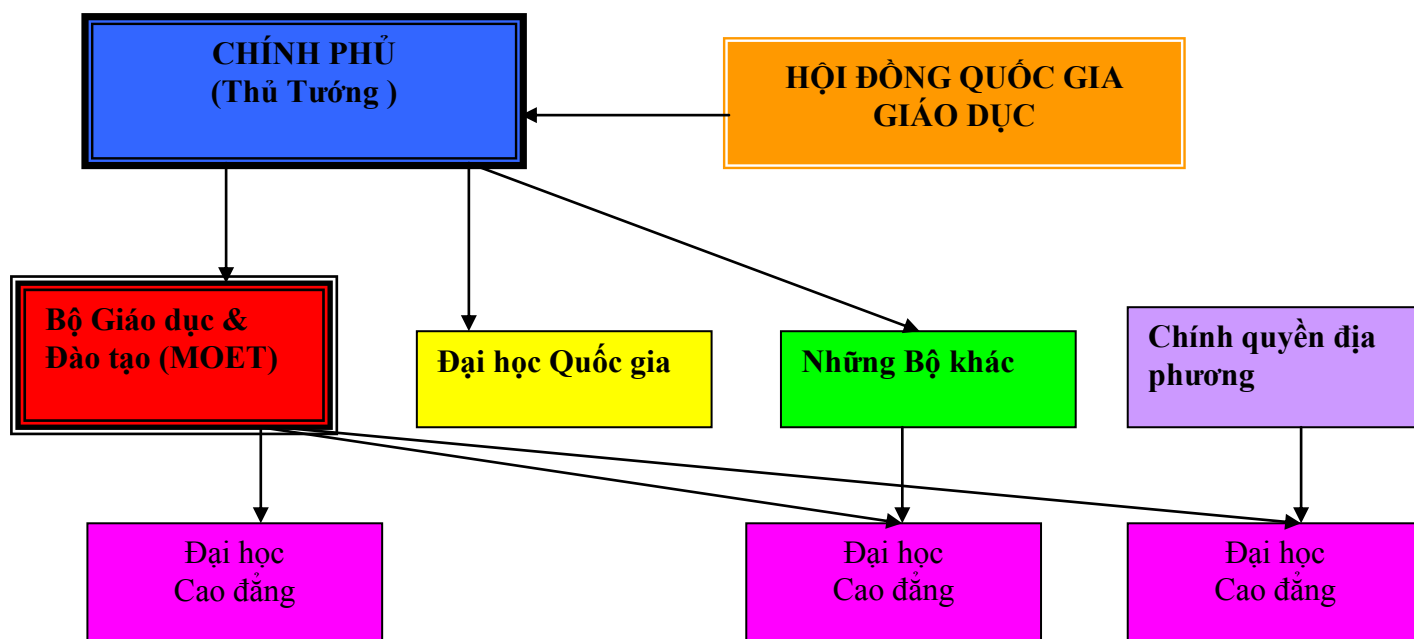 CHÍNH PHỦ
(Thủ Tướng )
HỘI ĐỒNG QUỐC GIA
GIÁO DỤC
Bộ Giáo dục &
Đào tạo (MOET)
Đại học Quốc gia
Những Bộ khác
Chính quyền địa
phương
Đại học
Cao đẳng
Đại học
Cao đẳng
Đại học
Cao đẳng